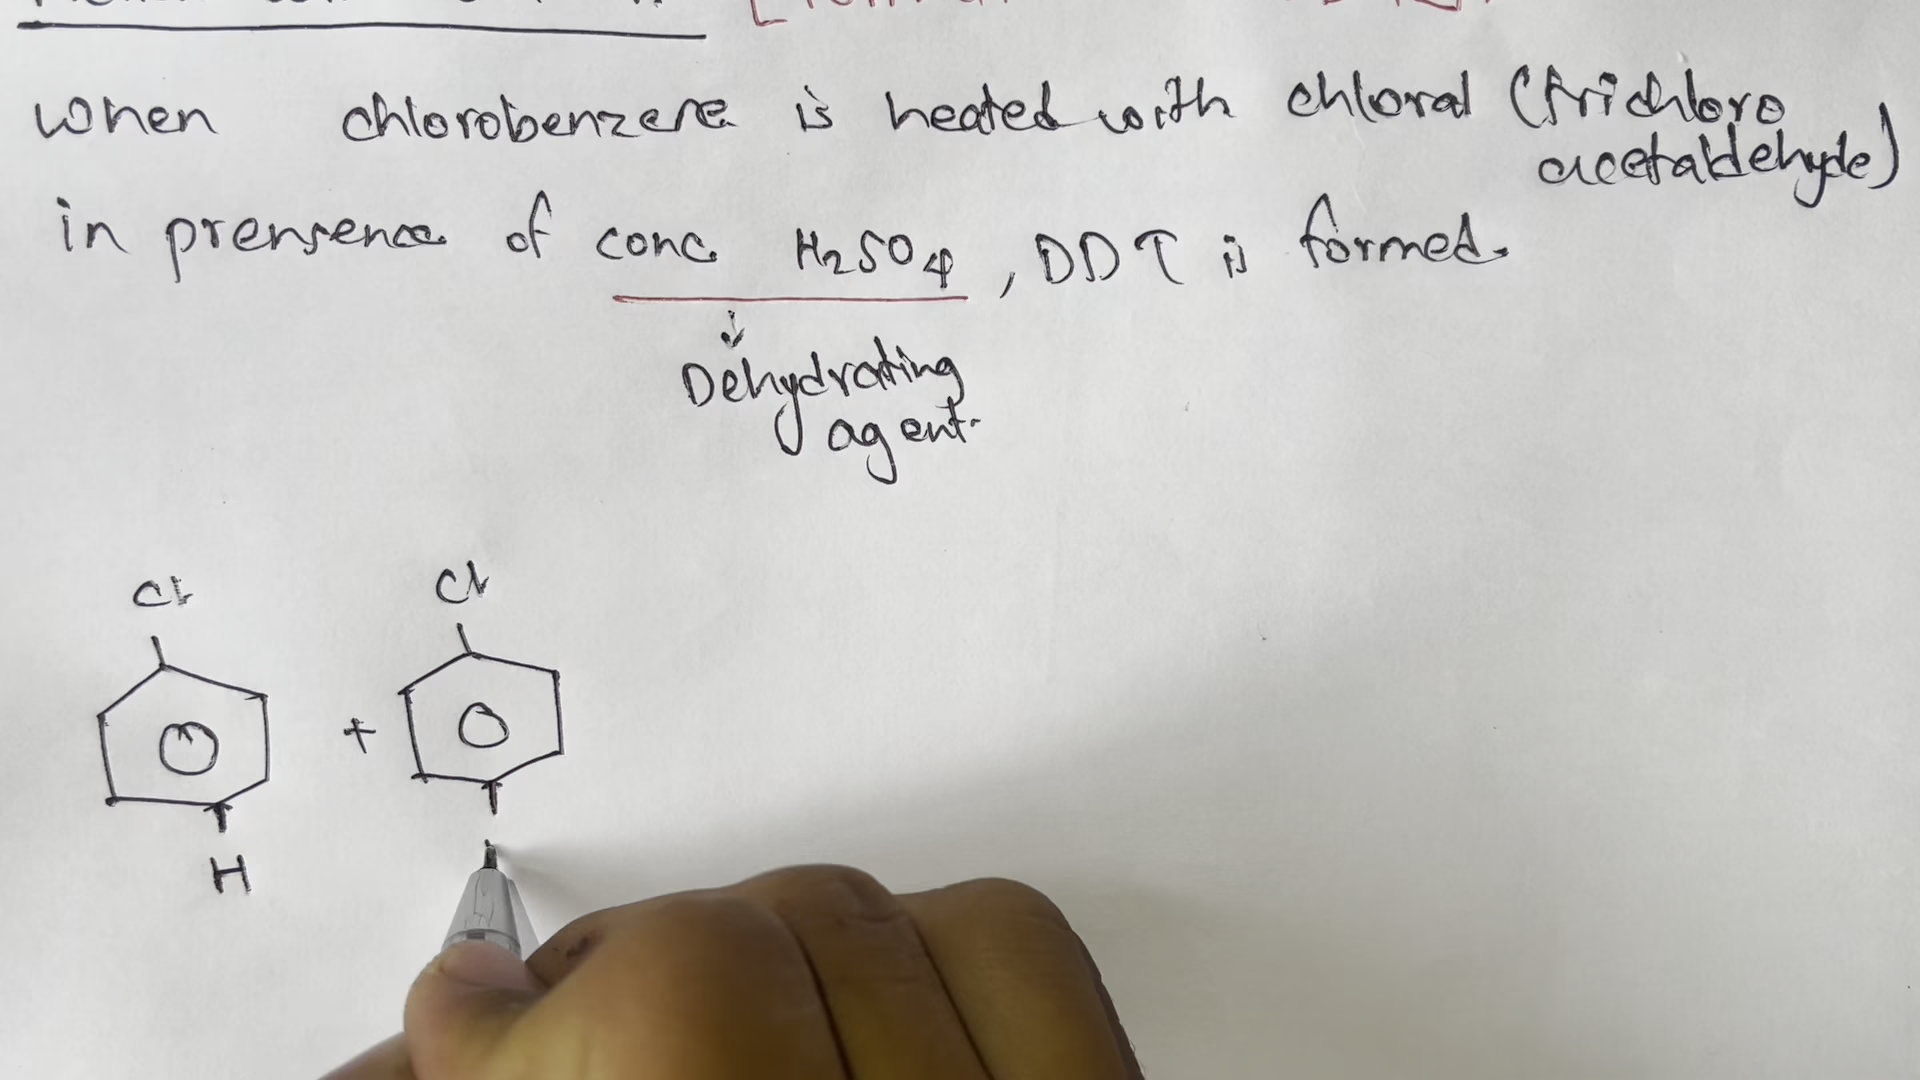 When chlorobenzene is heated with chloral (trichloro
acetaldehyde)
in prensence of conc. H₂SO₄, DDT is formed.
↓
Dehydrating
agent.
Cl Cl
+
H